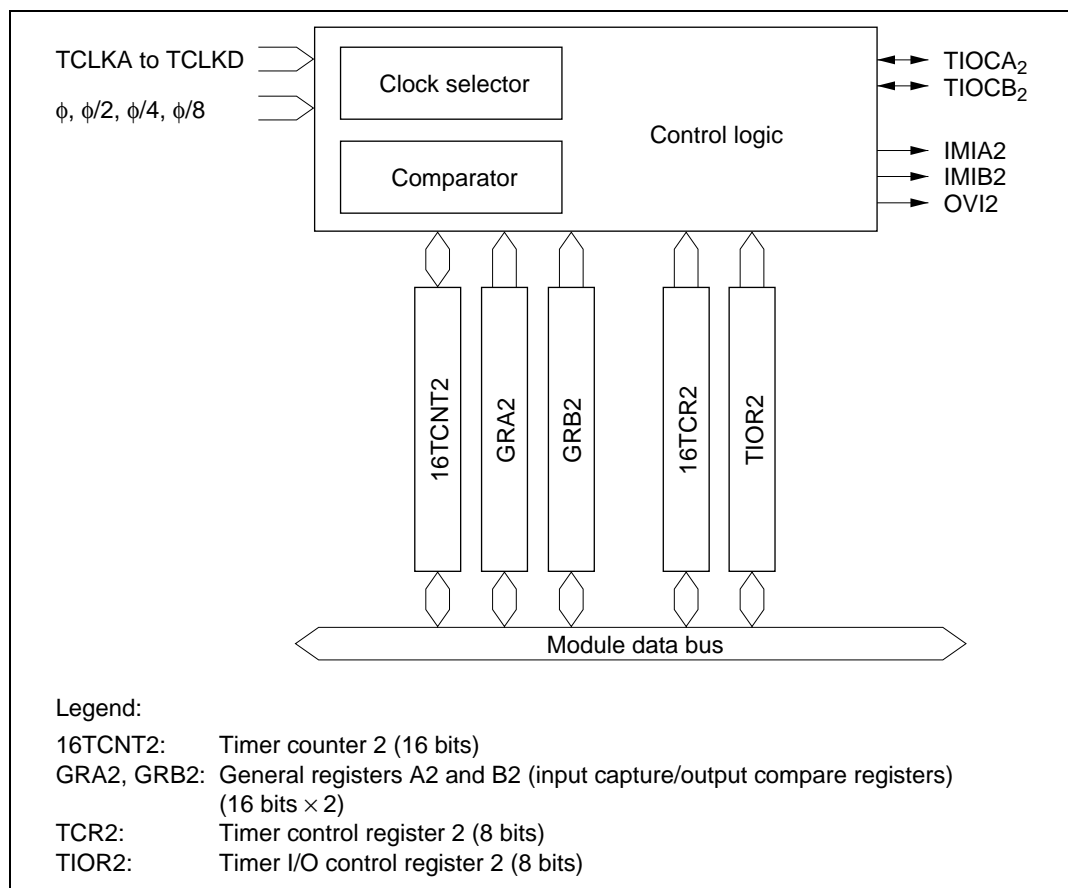 TCLKA to TCLKD
ϕ, ϕ/2, ϕ/4, ϕ/8
Clock selector
Comparator
Control logic
TIOCA₂
TIOCB₂
IMIA2
IMIB2
OVI2
16TCNT2
GRA2
GRB2
16TCR2
TIOR2
Module data bus
Legend:
16TCNT2: Timer counter 2 (16 bits)
GRA2, GRB2: General registers A2 and B2 (input capture/output compare registers)
(16 bits × 2)
TCR2: Timer control register 2 (8 bits)
TIOR2: Timer I/O control register 2 (8 bits)